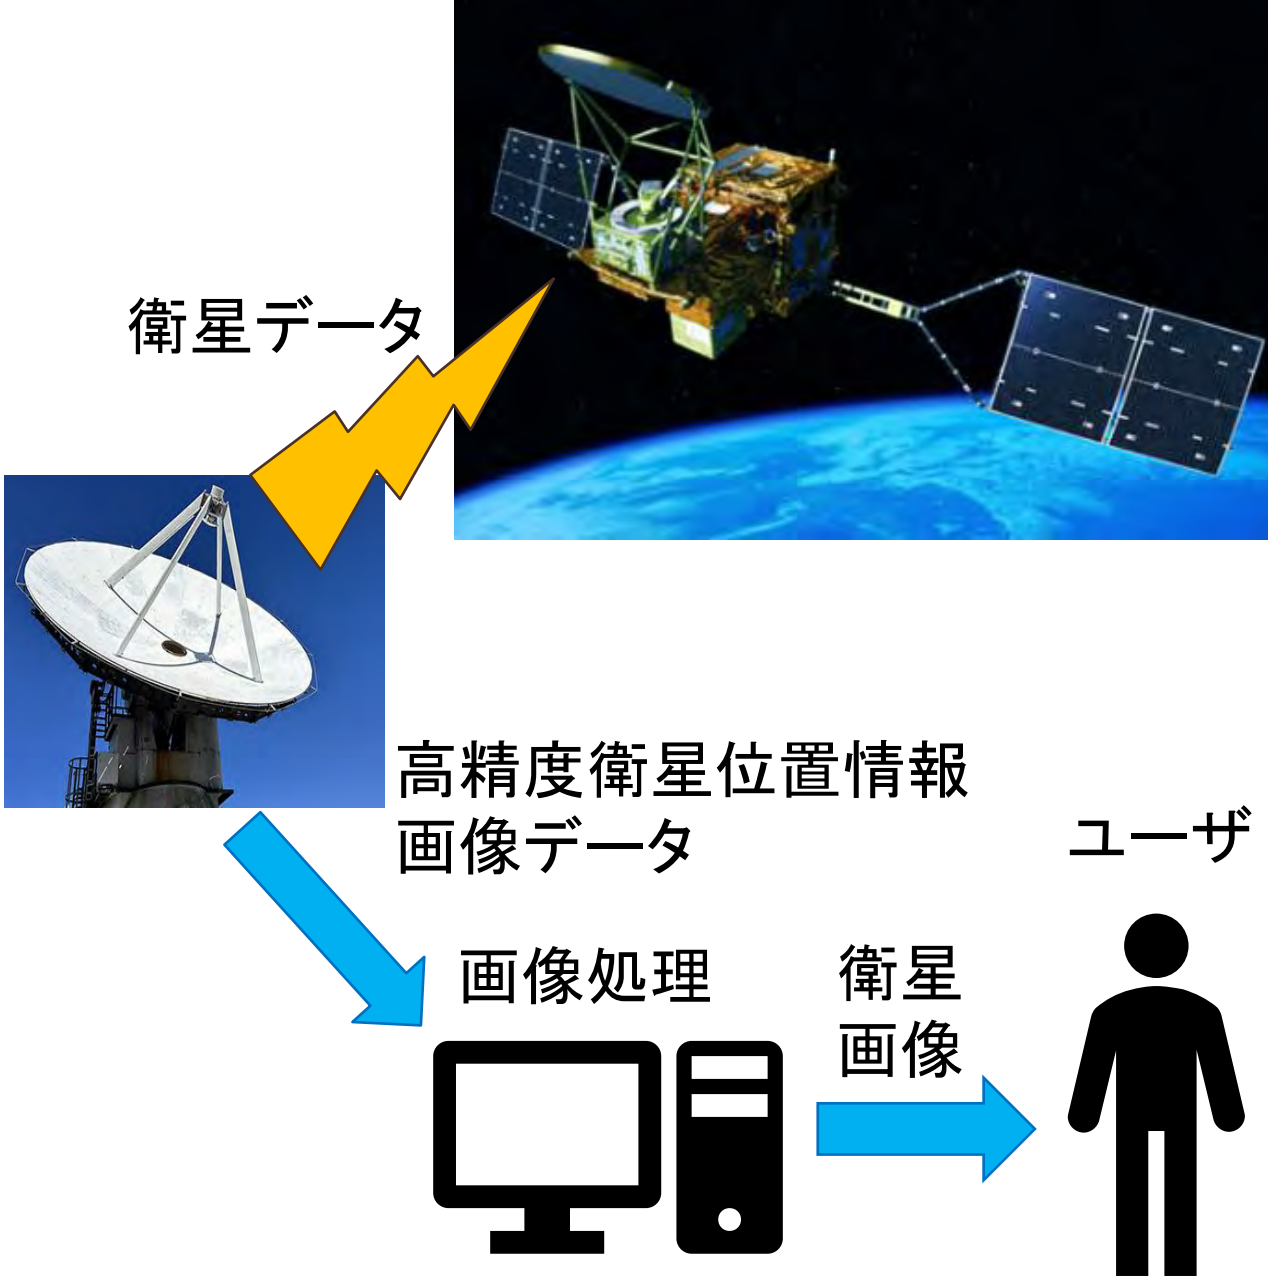 衛星データ
高精度衛星位置情報
画像データ
ユーザ
画像処理
衛星
画像